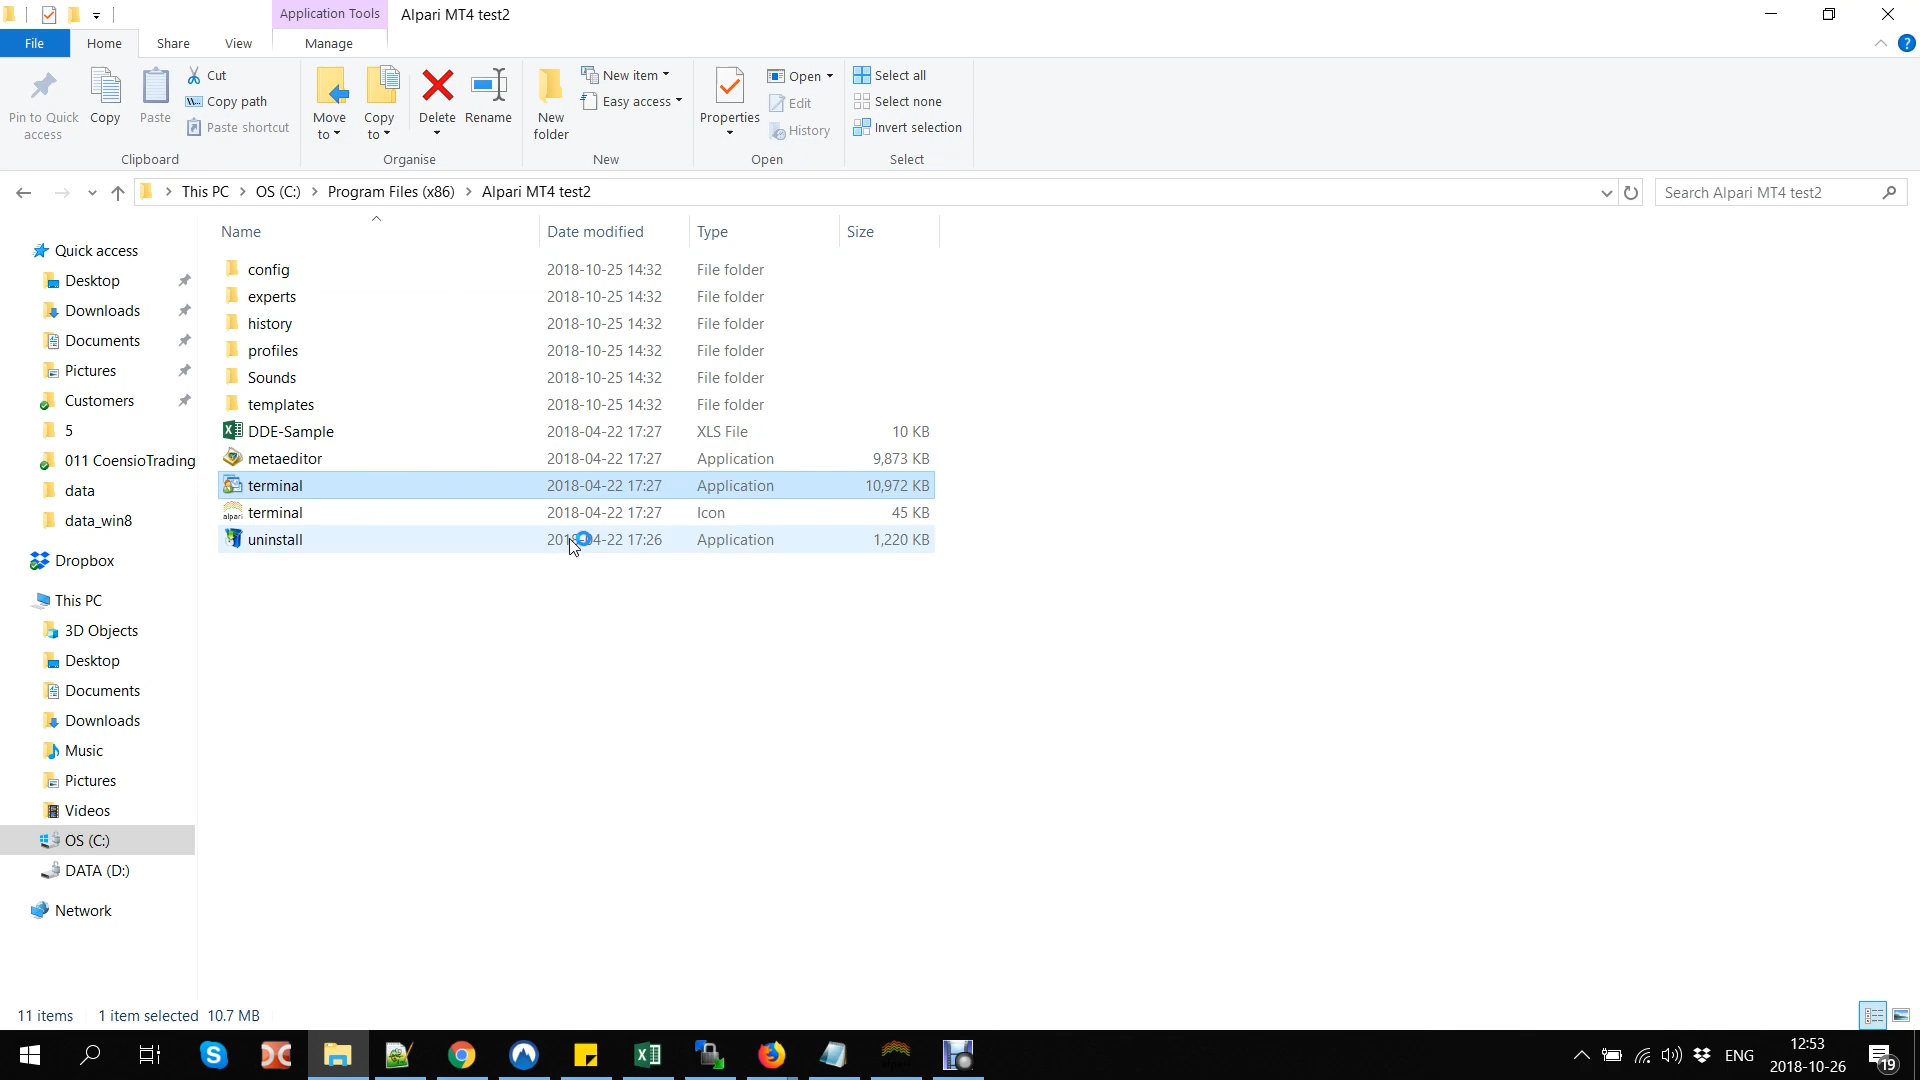 Application Tools
Alpari MT4 test2
File
Home
Share
View
Manage
Pin to Quick access
Copy
Paste
Cut
Copy path
Paste shortcut
Clipboard
Move to
Copy to
Delete
Rename
Organise
New folder
New item
Easy access
New
Properties
Open
Edit
History
Open
Select all
Select none
Invert selection
Select
This PC
OS (C:)
Program Files (x86)
Alpari MT4 test2
Search Alpari MT4 test2
Name Date modified Type Size
config 2018-10-25 14:32 File folder
experts 2018-10-25 14:32 File folder
history 2018-10-25 14:32 File folder
profiles 2018-10-25 14:32 File folder
Sounds 2018-10-25 14:32 File folder
templates 2018-10-25 14:32 File folder
DDE-Sample 2018-04-22 17:27 XLS File 10 KB
metaeditor 2018-04-22 17:27 Application 9,873 KB
terminal 2018-04-22 17:27 Application 10,972 KB
alpari terminal 2018-04-22 17:27 Icon 45 KB
uninstall 17:26 Application 1,220 KB
Quick access
Desktop
Downloads
Documents
Pictures
Customers
5
011 CoensioTrading
data
data_win8
Dropbox
This PC
3D Objects
Desktop
Documents
Downloads
Music
Pictures
Videos
OS (C:)
DATA (D:)
Network
11 items 1 item selected 10.7 MB
ENG
12:53
2018-10-26
19